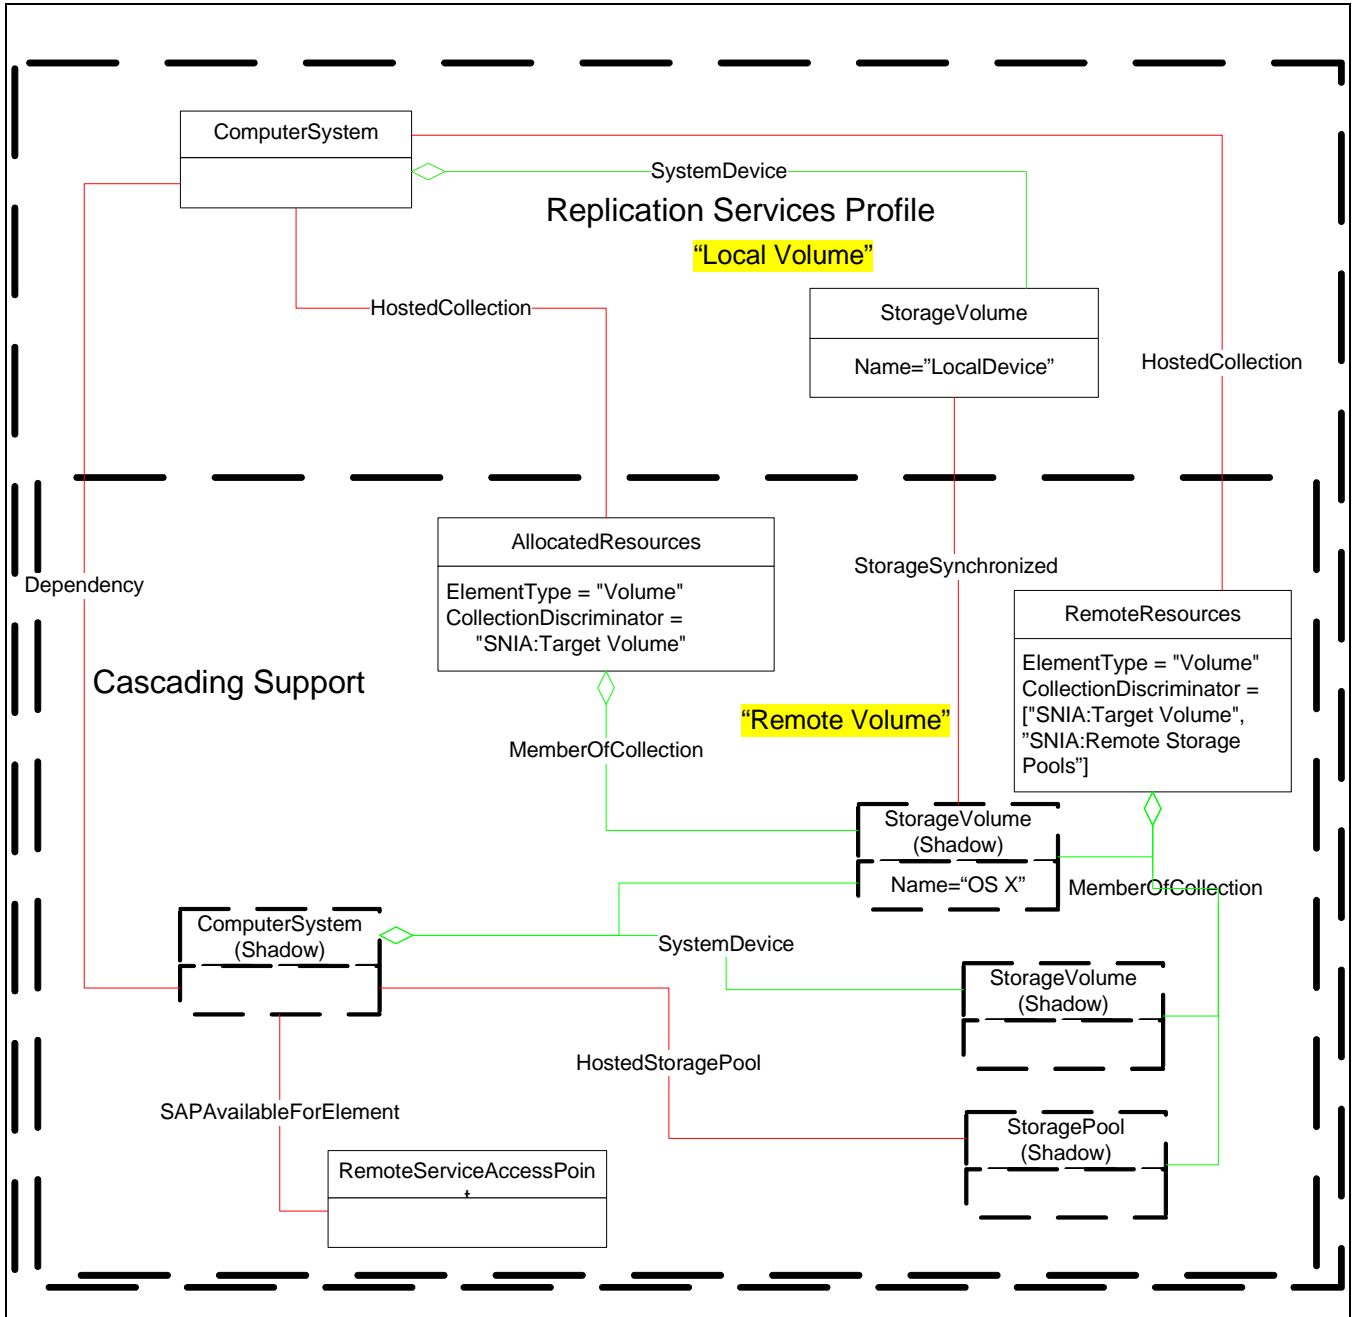 ComputerSystem
SystemDevice
Replication Services Profile
“Local Volume”
HostedCollection
StorageVolume
Name=”LocalDevice”
HostedCollection
AllocatedResources
ElementType = "Volume"
CollectionDiscriminator =
"SNIA:Target Volume"
StorageSynchronized
Dependency
RemoteResources
ElementType = "Volume"
CollectionDiscriminator =
["SNIA:Target Volume",
”SNIA:Remote Storage
Pools”]
Cascading Support
“Remote Volume”
MemberOfCollection
StorageVolume
(Shadow)
Name=”OS X”
MemberOfCollection
ComputerSystem
(Shadow)
SystemDevice
StorageVolume
(Shadow)
HostedStoragePool
SAPAvailableForElement
StoragePool
(Shadow)
RemoteServiceAccessPoin
t